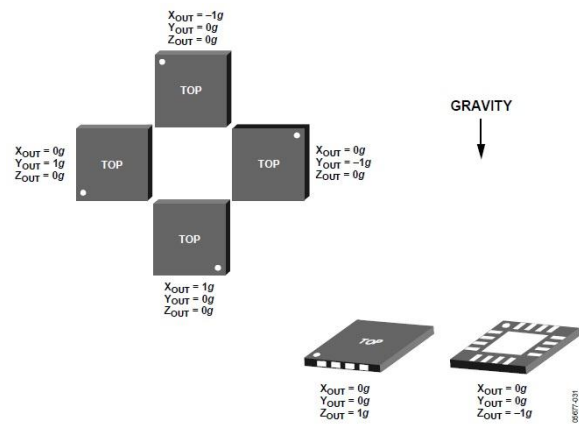 XOUT = –1g
YOUT = 0g
ZOUT = 0g
TOP
GRAVITY
XOUT = 0g
YOUT = 1g
ZOUT = 0g
TOP
TOP
XOUT = 0g
YOUT = –1g
ZOUT = 0g
TOP
XOUT = 1g
YOUT = 0g
ZOUT = 0g
TOP
XOUT = 0g
YOUT = 0g
ZOUT = 1g
XOUT = 0g
YOUT = 0g
ZOUT = –1g
05677-031